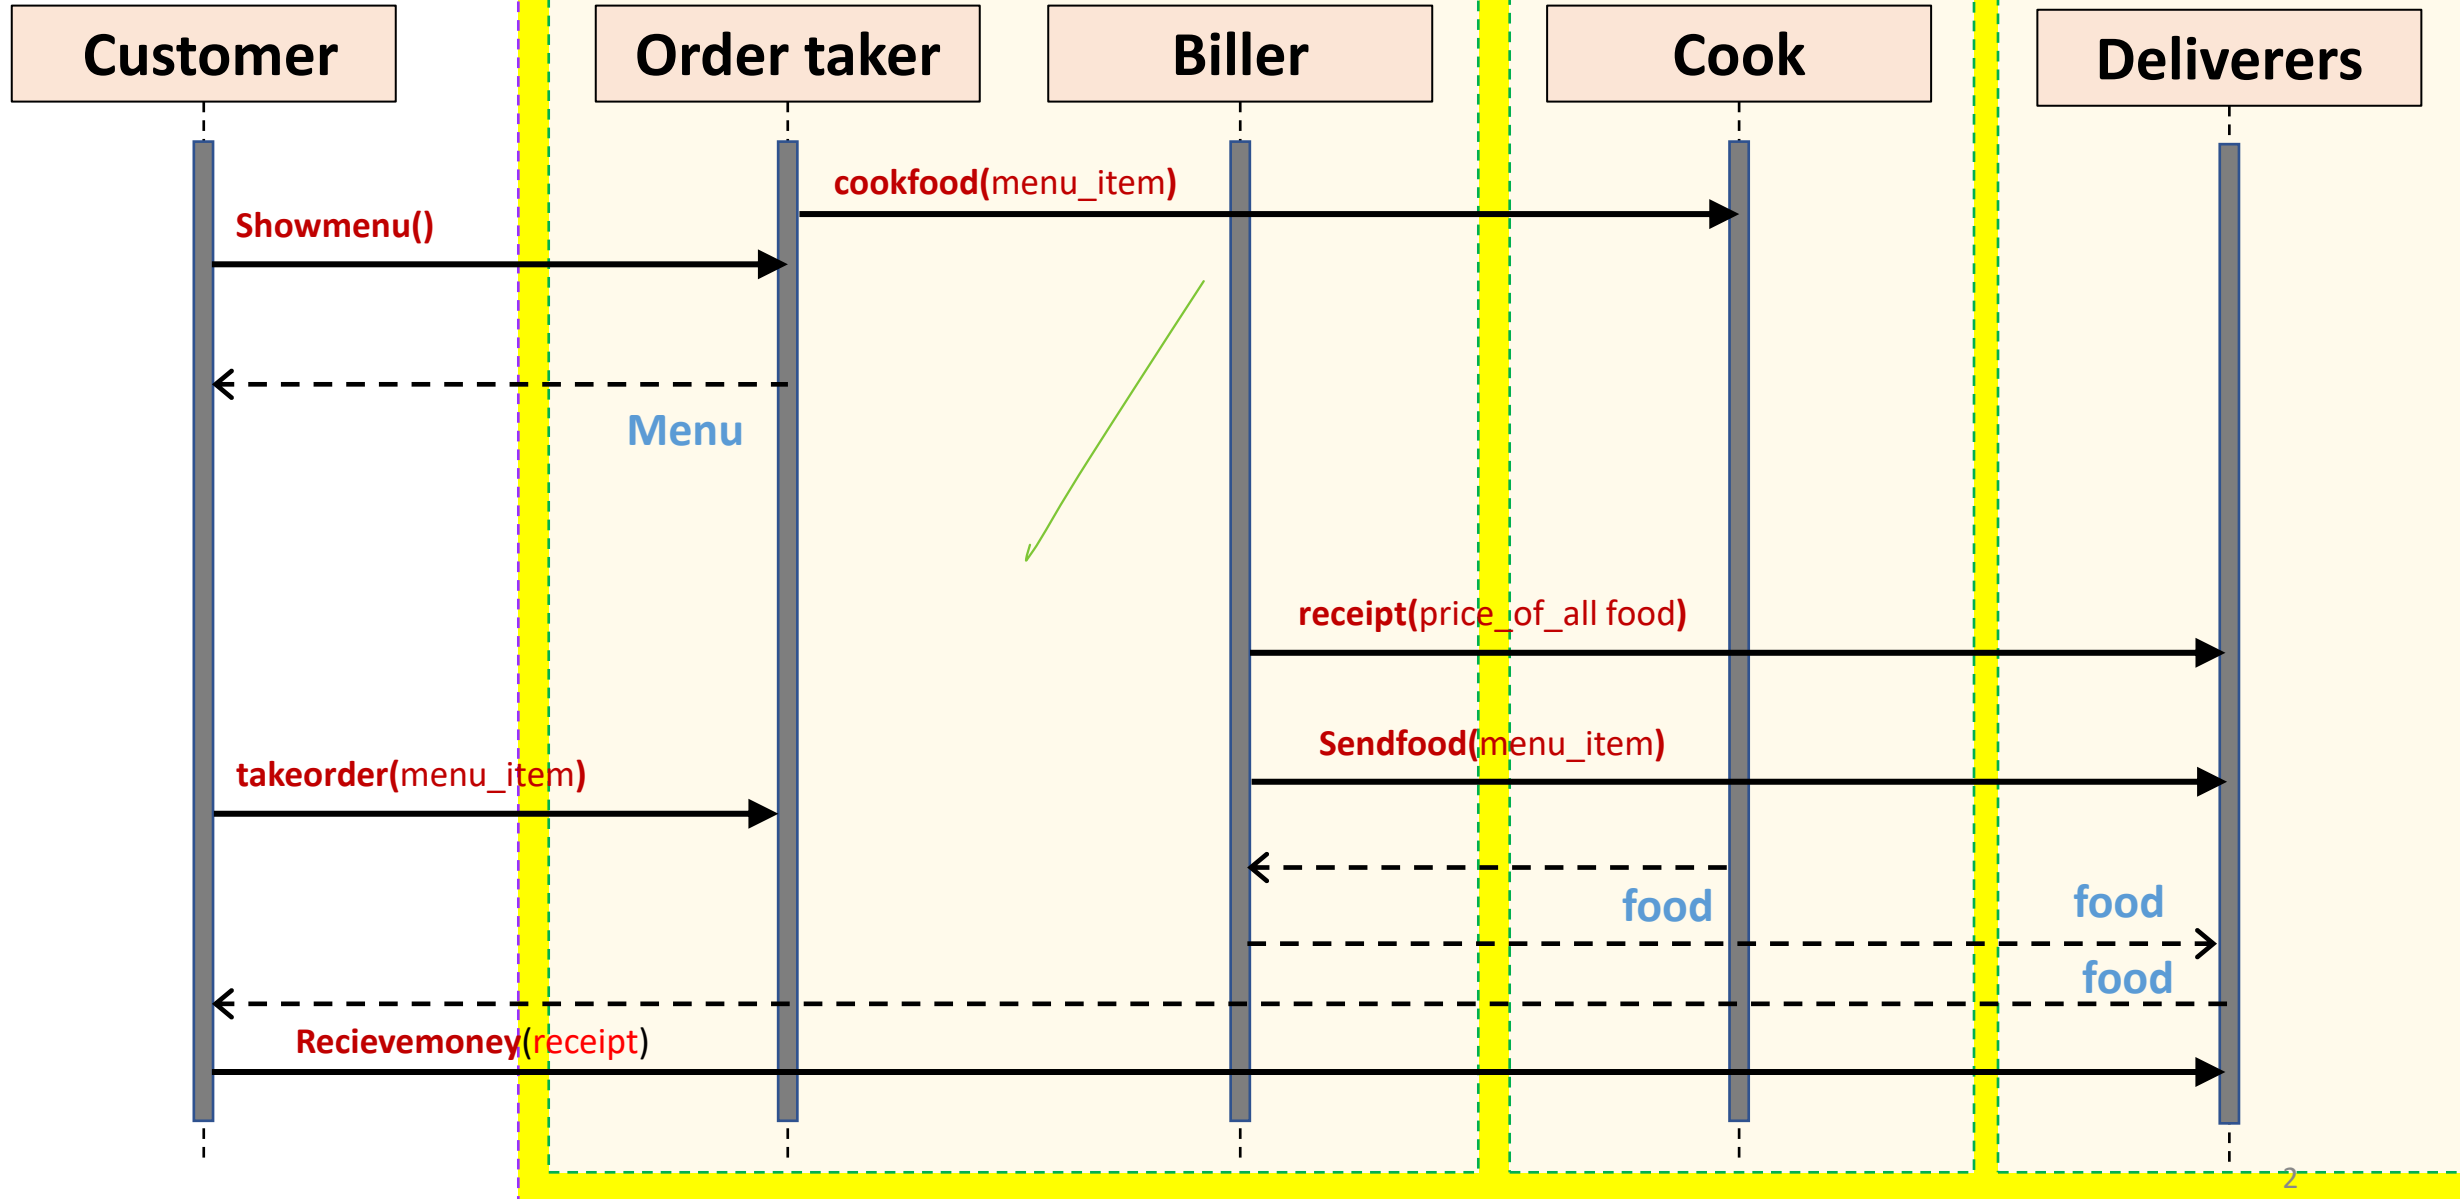 Customer
Order taker
Biller
Cook
Deliverers
cookfood(menu_item)
Showmenu()
Menu
receipt(price_of_all food)
Sendfood(menu_item)
takeorder(menu_item)
food
food
food
Recievemoney(receipt)
2